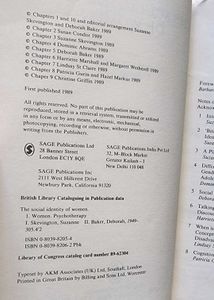 © Chapters 1 and 10 and editorial arrangement Suzanne
Skevington and Deborah Baker 1989
© Chapter 2 Susan Condor 1989
© Chapter 3 Suzanne Skevington 1989
© Chapter 4 Dominic Abrams 1989
© Chapter 5 Deborah Baker 1989
© Chapter 6 Harriette Marshall and Margaret Wetherell 1989
© Chapter 7 Lindsay St Claire 1989
© Chapter 8 Patricia Gurin and Hazel Markus 1989
© Chapter 9 Christine Griffin 1989
First published 1989
All rights reserved. No part of this publication may be
reproduced, stored in a retrieval system, transmitted or utilized
in any form or by any means, electronic, mechanical,
photocopying, recording or otherwise, without permission in
writing from the Publishers.
SAGE Publications Ltd
28 Banner Street
London EC1Y 8QE
SAGE Publications India Pvt Ltd
32, M-Block Market
Greater Kailash - I
New Delhi 110 048
SAGE Publications Inc
2111 West Hillcrest Drive
Newbury Park, California 91320
British Library Cataloguing in Publication data
The social identity of women.
1. Women. Psychotherapy
I. Skevington, Suzanne II. Baker, Deborah, 1949-
305.4'2
ISBN 0-8039-8205-4
ISBN 0-8039-8206-2 Pbk
Library of Congress catalog card number 89-62304
Typeset by AKM Associates (UK) Ltd, Southall, London
Printed in Great Britain by Billing and Sons Ltd, Worcester